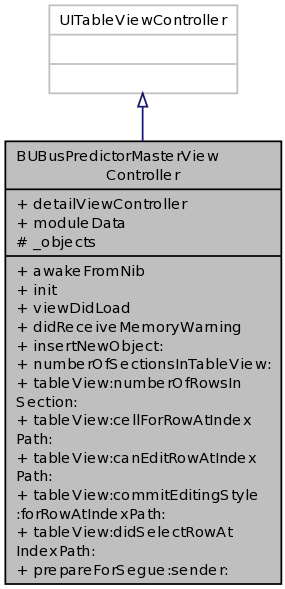 UITableViewController
BUBusPredictorMasterView
Controller
+ detailViewController
+ moduleData
# _objects
+ awakeFromNib
+ init
+ viewDidLoad
+ didReceiveMemoryWarning
+ insertNewObject:
+ numberOfSectionsInTableView:
+ tableView:numberOfRowsIn
Section:
+ tableView:cellForRowAtIndex
Path:
+ tableView:canEditRowAtIndex
Path:
+ tableView:commitEditingStyle
:forRowAtIndexPath:
+ tableView:didSelectRowAt
IndexPath:
+ prepareForSegue:sender: